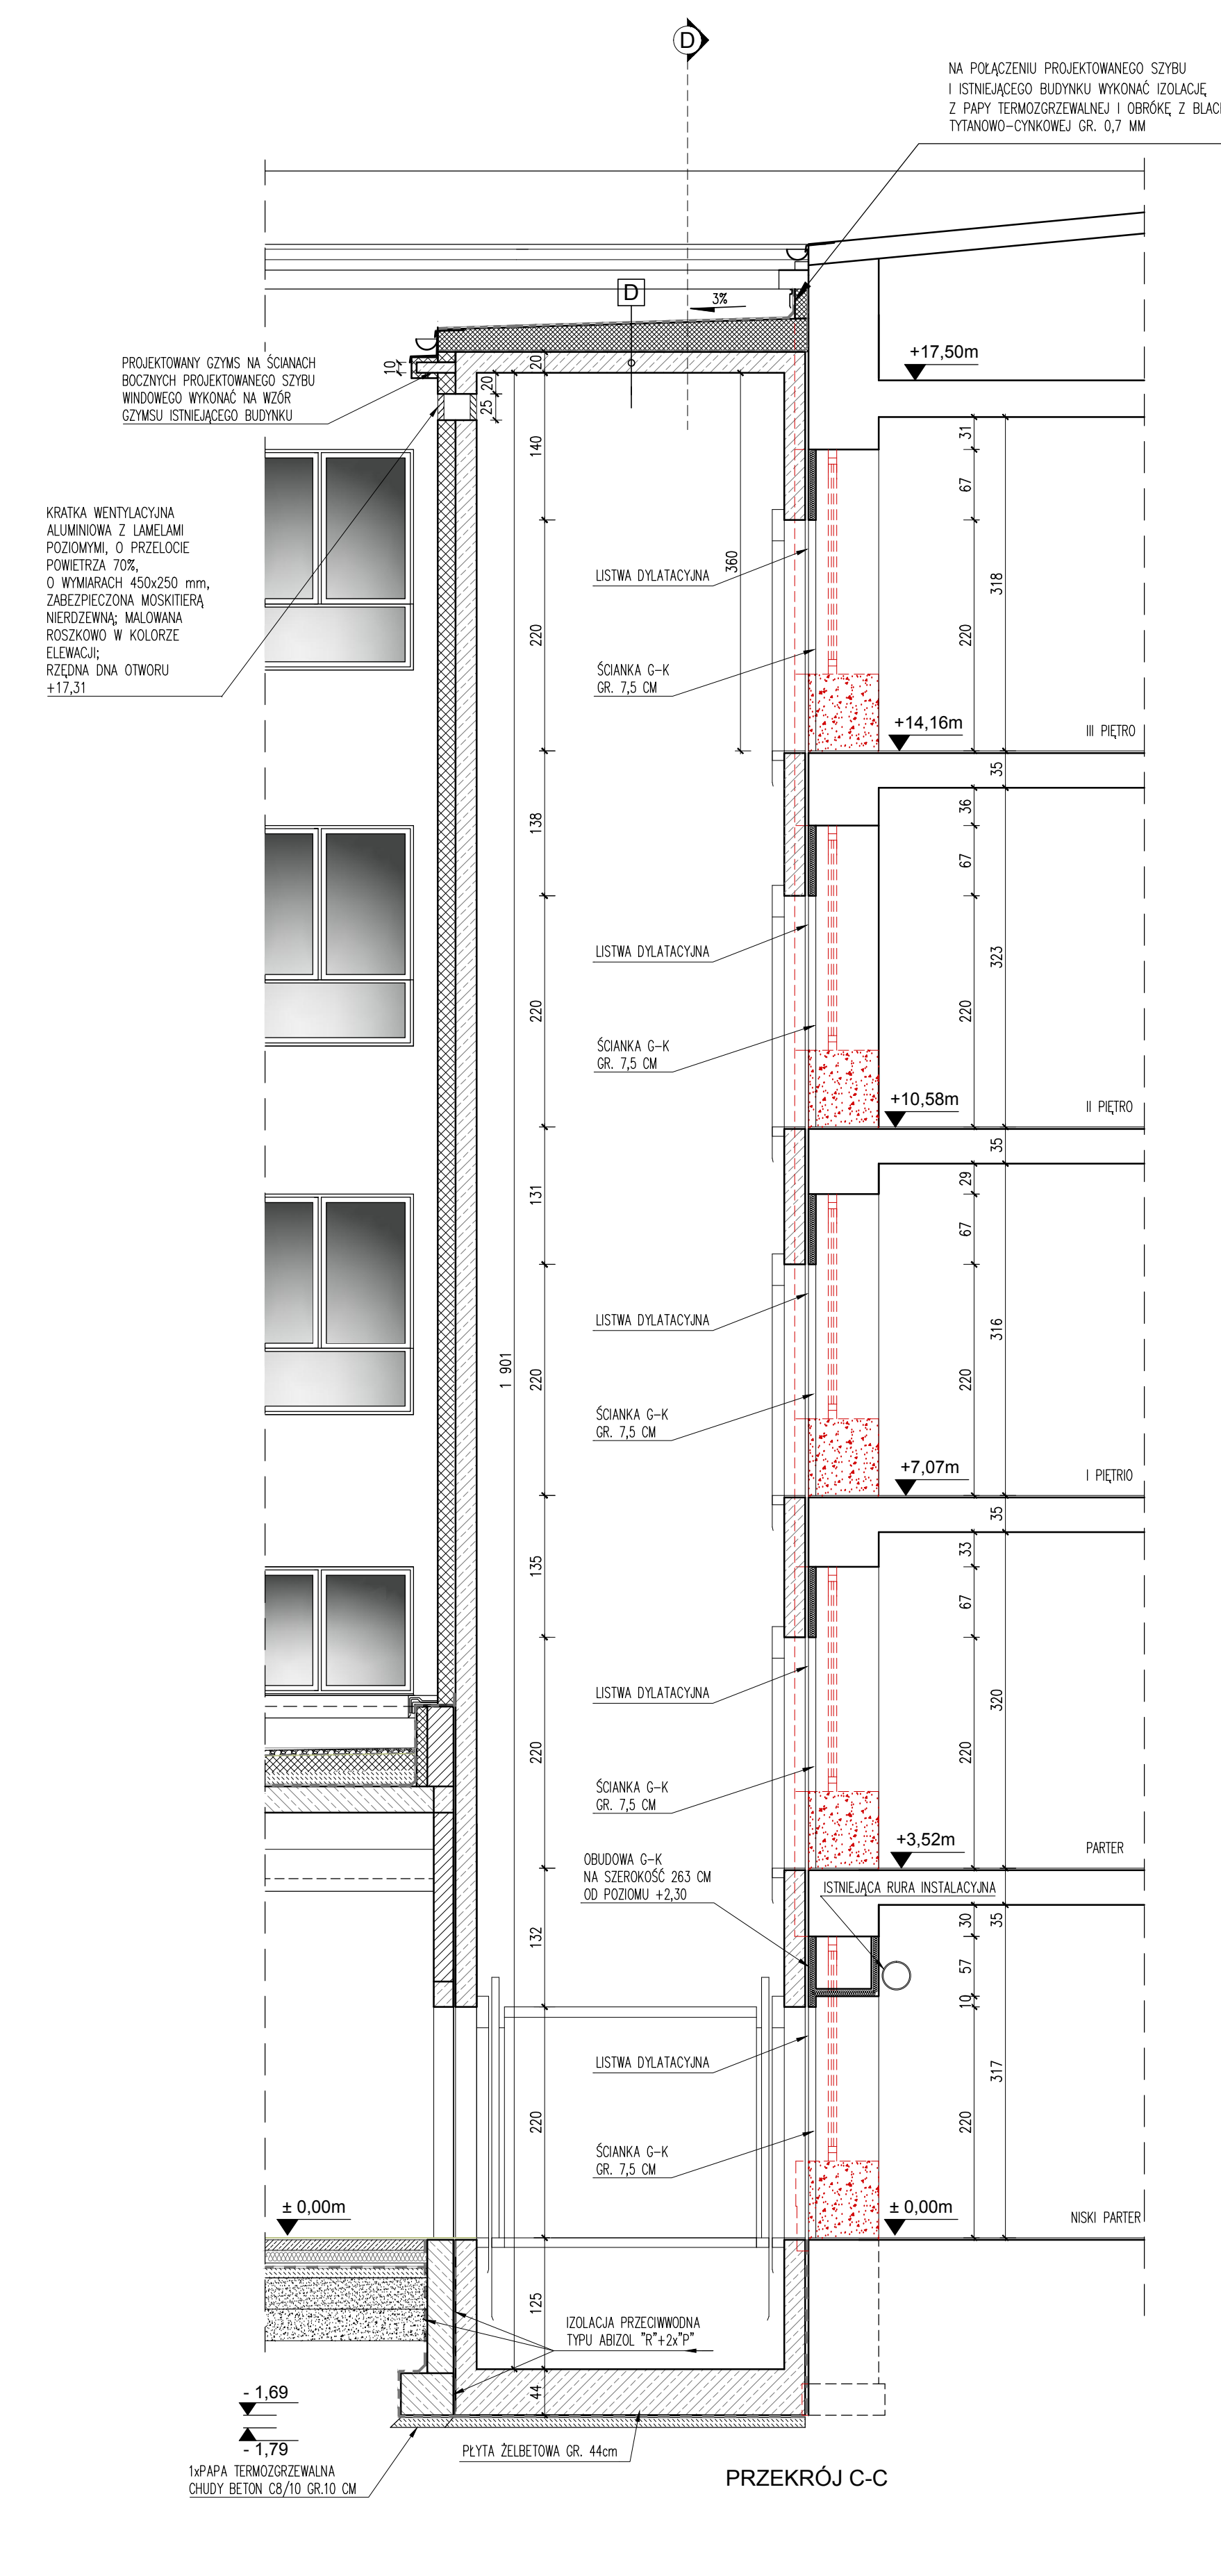 D
NA POŁĄCZENIU PROJEKTOWANEGO SZYBU
I ISTNIEJĄCEGO BUDYNKU WYKONAĆ IZOLACJĘ
Z PAPY TERMOZGRZEWALNEJ I OBRÓKĘ Z
TYTANOWO-CYNKOWEJ GR. 0,7 MM
D
3%
PROJEKTOWANY GZYMS NA ŚCIANACH
BOCZNYCH PROJEKTOWANEGO SZYBU
WINDOWEGO WYKONAĆ NA WZÓR
GZYMSU ISTNIEJĄCEGO BUDYNKU
10
20
20
25
+17,50m
140
31
67
KRATKA WENTYLACYJNA
ALUMINIOWA Z LAMELAMI
POZIOMYMI, O PRZELOCIE
POWIETRZA 70%,
O WYMIARACH 450x250 mm,
ZABEZPIECZONA MOSKITIERĄ
NIERDZEWNĄ; MALOWANA
ROSZKOWO W KOLORZE
ELEWACJI;
RZĘDNA DNA OTWORU
+17,31
360
LISTWA DYLATACYJNA
318
220
220
ŚCIANKA G-K
GR. 7,5 CM
+14,16m
III PIĘTRO
35
36
138
67
LISTWA DYLATACYJNA
323
220
220
ŚCIANKA G-K
GR. 7,5 CM
+10,58m
II PIĘTRO
35
29
131
67
LISTWA DYLATACYJNA
316
1 901
220
220
ŚCIANKA G-K
GR. 7,5 CM
+7,07m
I PIĘTRIO
35
33
135
67
LISTWA DYLATACYJNA
320
220
220
ŚCIANKA G-K
GR. 7,5 CM
+3,52m
PARTER
OBUDOWA G-K
NA SZEROKOŚĆ 263 CM
OD POZIOMU +2,30
ISTNIEJĄCA RURA INSTALACYJNA
30
35
132
57
10
LISTWA DYLATACYJNA
317
220
220
ŚCIANKA G-K
GR. 7,5 CM
± 0,00m
± 0,00m
NISKI PARTER
125
IZOLACJA PRZECIWWODNA
TYPU ABIZOL "R"+2x"P"
44
- 1,69
- 1,79
PŁYTA ŻELBETOWA GR. 44cm
1xPAPA TERMOZGRZEWALNA
CHUDY BETON C8/10 GR.10 CM
PRZEKRÓJ C-C